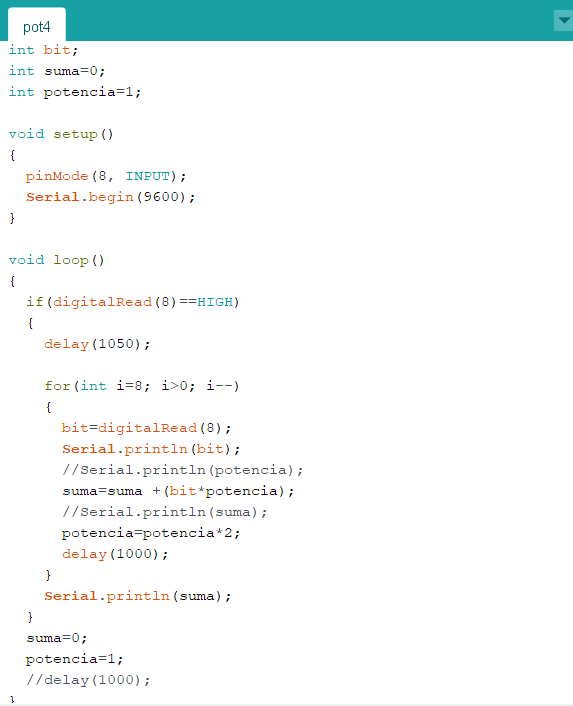 pot4
int bit;
int suma=0;
int potencia=1;
void setup()
{
pinMode(8, INPUT);
Serial.begin(9600);
}
void loop()
{
if(digitalRead(8)==HIGH)
{
delay(1050);
for(int i=8; i>0; i--)
{
bit=digitalRead(8);
Serial.println(bit);
//Serial.println(potencia);
suma=suma +(bit*potencia);
//Serial.println(suma);
potencia=potencia*2;
delay(1000);
}
Serial.println(suma);
}
suma=0;
potencia=1;
//delay(1000);
}